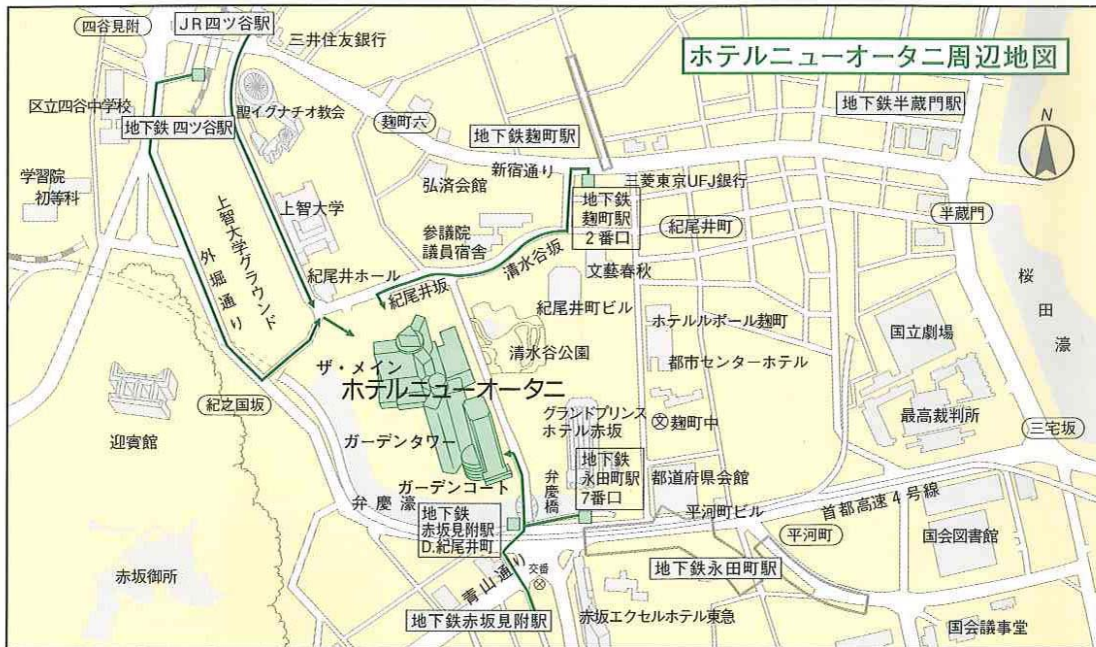 ホテルニューオータニ周辺地図
四谷見附
JR四ツ谷駅
三井住友銀行
区立四谷中学校
地下鉄 四ツ谷駅
聖イグナチオ教会
麹町六
地下鉄麹町駅
地下鉄半蔵門駅
N
新宿通り
三菱東京UFJ銀行
学習院
初等科
弘済会館
地下鉄
麹町駅
2番口
半蔵門
上智大学
上智大学グラウンド
外堀通り
参議院
議員宿舎
紀尾井町
清水谷坂
文藝春秋
紀尾井ホール
紀尾井坂
紀尾井町ビル
桜田濠
ホテルルポール麹町
国立劇場
清水谷公園
都市センターホテル
ザ・メイン
ホテルニューオータニ
紀之国坂
迎賓館
グランドプリンス
ホテル赤坂
麹町中
最高裁判所
三宅坂
ガーデンタワー
地下鉄
永田町駅
7番口
都道府県会館
ガーデンコート
弁慶橋
弁慶濠
地下鉄
赤坂見附駅
D.紀尾井町
平河町ビル
首都高速4号線
平河町
国会図書館
赤坂御所
青山通り
交番
地下鉄永田町駅
地下鉄赤坂見附駅
赤坂エクセルホテル東急
国会議事堂